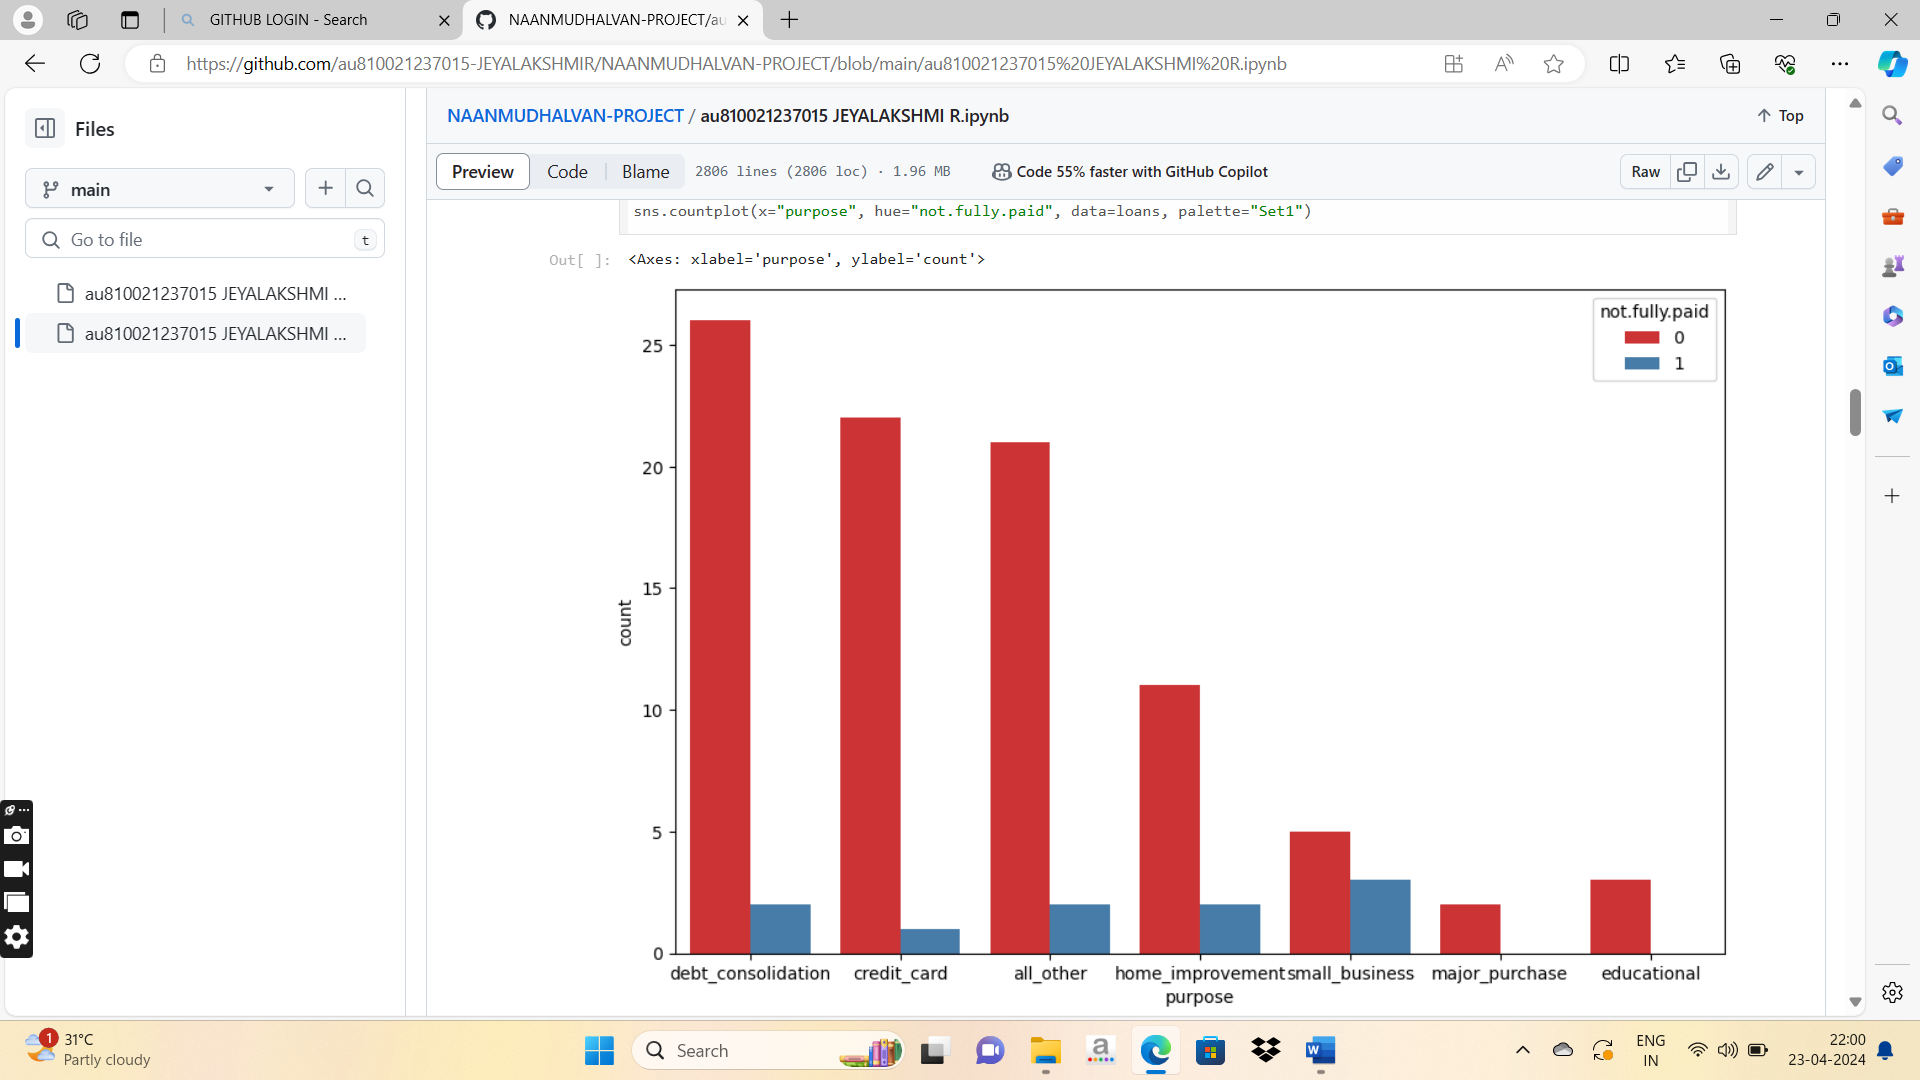 GITHUB LOGIN - Search
NAANMUDHALVAN-PROJECT/au
https://github.com/au810021237015-JEYALAKSHMIR/NAANMUDHALVAN-PROJECT/blob/main/au810021237015%20JEYALAKSHMI%20R.ipynb
Files
main
Go to file
t
au810021237015 JEYALAKSHMI ...
au810021237015 JEYALAKSHMI ...
NAANMUDHALVAN-PROJECT / au810021237015 JEYALAKSHMI R.ipynb
Top
Preview
Code
Blame
2806 lines (2806 loc) · 1.96 MB
Code 55% faster with GitHub Copilot
Raw
sns.countplot(x="purpose", hue="not.fully.paid", data=loans, palette="Set1")
Out[ ]:
<Axes: xlabel='purpose', ylabel='count'>
not.fully.paid
0
1
25
20
15
10
5
0
count
debt_consolidation
credit_card
all_other
home_improvement
small_business
major_purchase
educational
purpose
1
31°C
Partly cloudy
Search
ENG
IN
22:00
23-04-2024